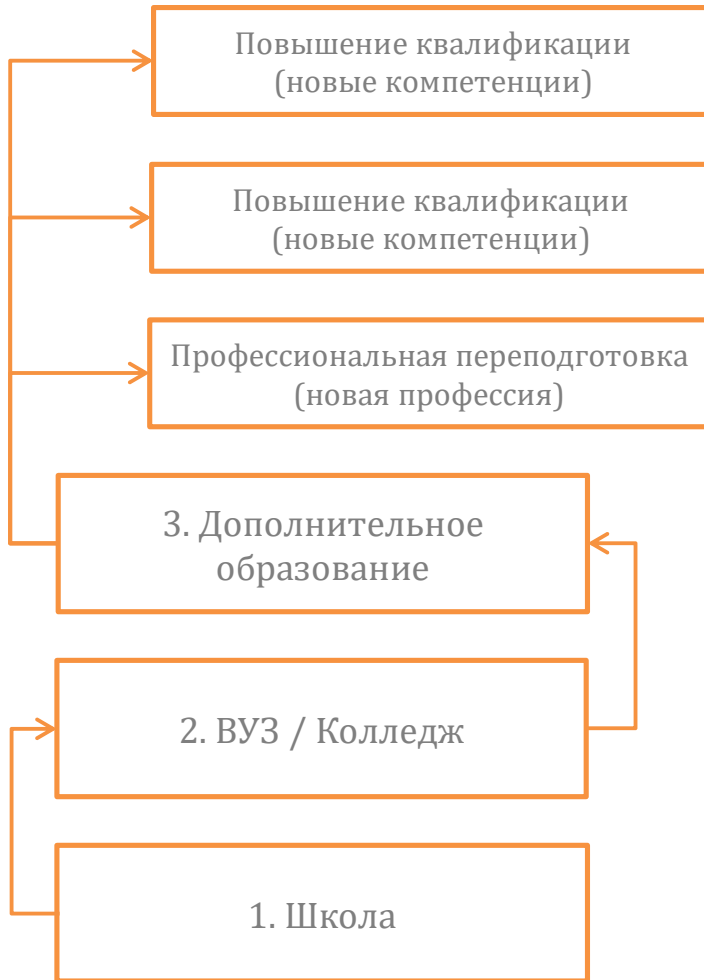 Повышение квалификации
(новые компетенции)
Повышение квалификации
(новые компетенции)
Профессиональная переподготовка
(новая профессия)
3. Дополнительное
образование
2. ВУЗ / Колледж
1. Школа